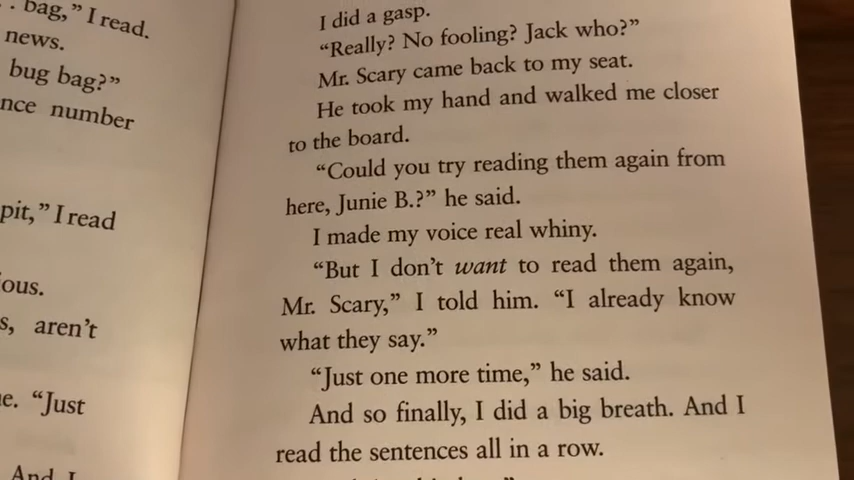 . bag,” I read.
news.
bug bag?”
nce number
pit,” I read
ous.
s, aren’t
e. “Just
And I
I did a gasp.
“Really? No fooling? Jack who?”
Mr. Scary came back to my seat.
He took my hand and walked me closer
to the board.
“Could you try reading them again from
here, Junie B.?” he said.
I made my voice real whiny.
“But I don’t want to read them again,
Mr. Scary,” I told him. “I already know
what they say.”
“Just one more time,” he said.
And so finally, I did a big breath. And I
read the sentences all in a row.